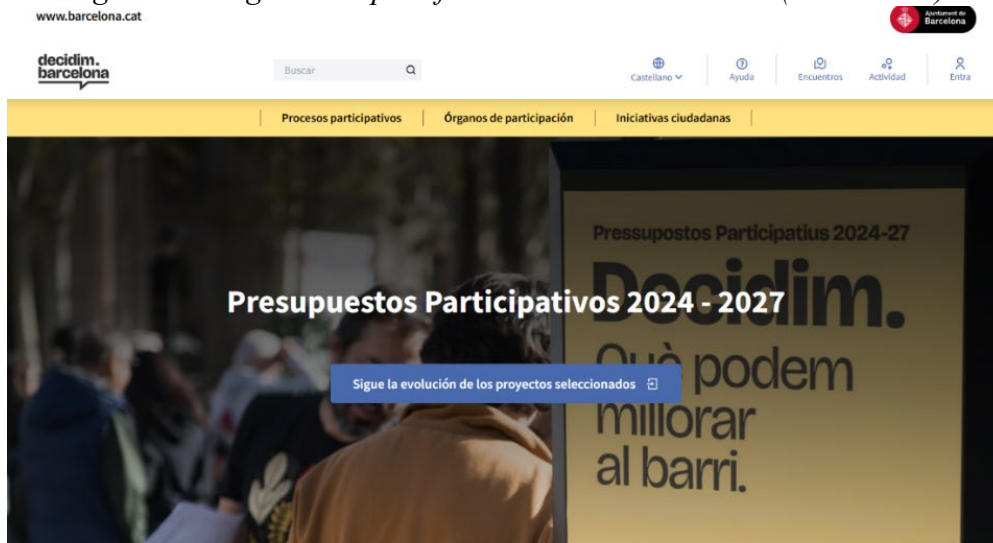 www.barcelona.cat
Ajuntament de
Barcelona
decidim.
barcelona
Buscar
Castellano
Ayuda
Encuentros
Actividad
Entra
Procesos participativos
Órganos de participación
Iniciativas ciudadanas
Pressupostos Participatius 2024-27
Decidim.
Què podem
millorar
al barri.
Presupuestos Participativos 2024 - 2027
Sigue la evolución de los proyectos seleccionados